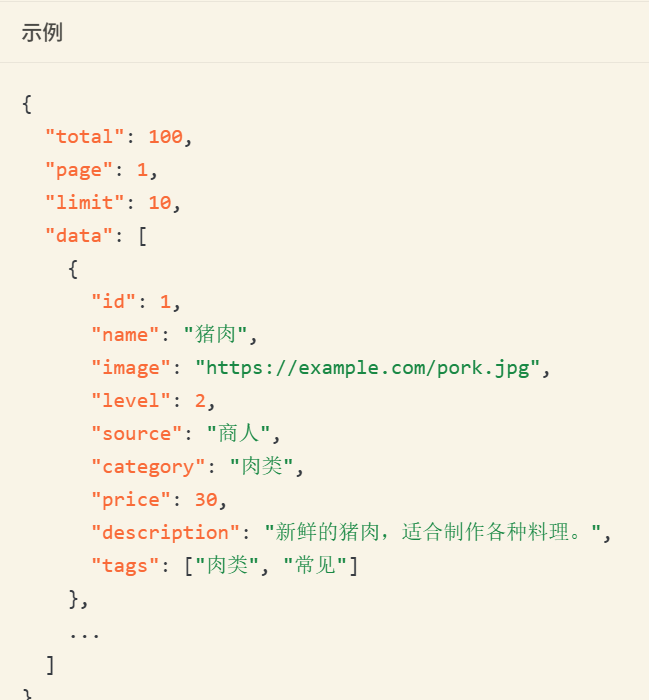 示例
{
"total": 100,
"page": 1,
"limit": 10,
"data": [
{
"id": 1,
"name": "猪肉",
"image": "https://example.com/pork.jpg",
"level": 2,
"source": "商人",
"category": "肉类",
"price": 30,
"description": "新鲜的猪肉，适合制作各种料理。",
"tags": ["肉类", "常见"]
},
...
]
}